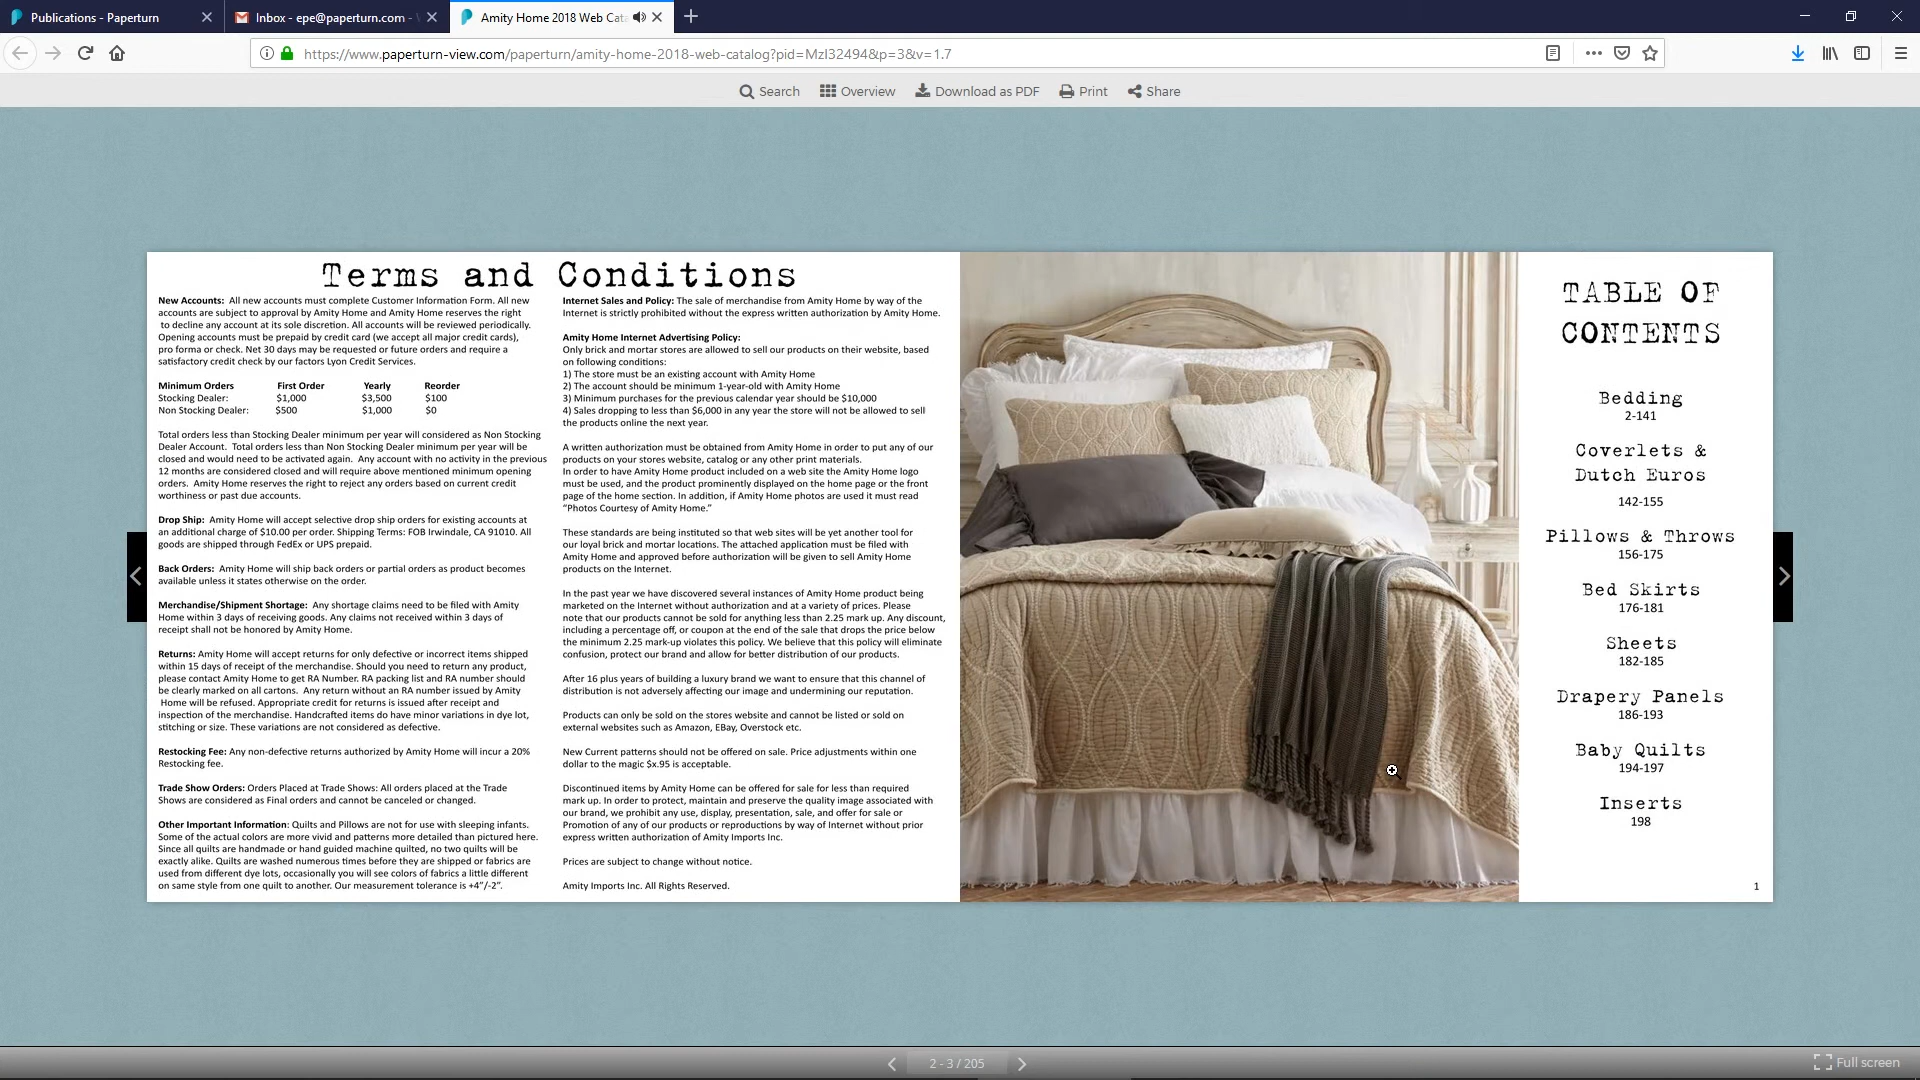 Publications - Paperturn
Inbox - epe@paperturn.com -
Amity Home 2018 Web Cata
https://www.paperturn-view.com/paperturn/amity-home-2018-web-catalog?pid=MzI32494&p=3&v=1.7
Search Overview Download as PDF Print Share
Terms and Conditions
New Accounts: All new accounts must complete Customer Information Form. All new
accounts are subject to approval by Amity Home and Amity Home reserves the right
to decline any account at its sole discretion. All accounts will be reviewed periodically.
Opening accounts must be prepaid by credit card (we accept all major credit cards),
pro forma or check. Net 30 days may be requested or future orders and require a
satisfactory credit check by our factors Lyon Credit Services.
Minimum Orders First Order Yearly Reorder
Stocking Dealer: $1,000 $3,500 $100
Non Stocking Dealer: $500 $1,000 $0
Total orders less than Stocking Dealer minimum per year will considered as Non Stocking
Dealer Account. Total orders less than Non Stocking Dealer minimum per year will be
closed and would need to be activated again. Any account with no activity in the previous
12 months are considered closed and will require above mentioned minimum opening
orders. Amity Home reserves the right to reject any orders based on current credit
worthiness or past due accounts.
Drop Ship: Amity Home will accept selective drop ship orders for existing accounts at
an additional charge of $10.00 per order. Shipping Terms: FOB Irwindale, CA 91010. All
goods are shipped through FedEx or UPS prepaid.
Back Orders: Amity Home will ship back orders or partial orders as product becomes
available unless it states otherwise on the order.
Merchandise/Shipment Shortage: Any shortage claims need to be filed with Amity
Home within 3 days of receiving goods. Any claims not received within 3 days of
receipt shall not be honored by Amity Home.
Returns: Amity Home will accept returns for only defective or incorrect items shipped
within 15 days of receipt of the merchandise. Should you need to return any product,
please contact Amity Home to get RA Number. RA packing list and RA number should
be clearly marked on all cartons. Any return without an RA number issued by Amity
Home will be refused. Appropriate credit for returns is issued after receipt and
inspection of the merchandise. Handcrafted items do have minor variations in dye lot,
stitching or size. These variations are not considered as defective.
Restocking Fee: Any non-defective returns authorized by Amity Home will incur a 20%
Restocking fee.
Trade Show Orders: Orders Placed at Trade Shows: All orders placed at the Trade
Shows are considered as Final orders and cannot be canceled or changed.
Other Important Information: Quilts and Pillows are not for use with sleeping infants.
Some of the actual colors are more vivid and patterns more detailed than pictured here.
Since all quilts are handmade or hand guided machine quilted, no two quilts will be
exactly alike. Quilts are washed numerous times before they are shipped or fabrics are
used from different dye lots, occasionally you will see colors of fabrics a little different
on same style from one quilt to another. Our measurement tolerance is +4”/-2”.
Internet Sales and Policy: The sale of merchandise from Amity Home by way of the
Internet is strictly prohibited without the express written authorization by Amity Home.
Amity Home Internet Advertising Policy:
Only brick and mortar stores are allowed to sell our products on their website, based
on following conditions:
1) The store must be an existing account with Amity Home
2) The account should be minimum 1-year-old with Amity Home
3) Minimum purchases for the previous calendar year should be $10,000
4) Sales dropping to less than $6,000 in any year the store will not be allowed to sell
the products online the next year.
A written authorization must be obtained from Amity Home in order to put any of our
products on your stores website, catalog or any other print materials.
In order to have Amity Home product included on a web site the Amity Home logo
must be used, and the product prominently displayed on the home page or the front
page of the home section. In addition, if Amity Home photos are used it must read
“Photos Courtesy of Amity Home.”
These standards are being instituted so that web sites will be yet another tool for
our loyal brick and mortar locations. The attached application must be filed with
Amity Home and approved before authorization will be given to sell Amity Home
products on the Internet.
In the past year we have discovered several instances of Amity Home product being
marketed on the Internet without authorization and at a variety of prices. Please
note that our products cannot be sold for anything less than 2.25 mark up. Any discount,
including a percentage off, or coupon at the end of the sale that drops the price below
the minimum 2.25 mark-up violates this policy. We believe that this policy will eliminate
confusion, protect our brand and allow for better distribution of our products.
After 16 plus years of building a luxury brand we want to ensure that this channel of
distribution is not adversely affecting our image and undermining our reputation.
Products can only be sold on the stores website and cannot be listed or sold on
external websites such as Amazon, EBay, Overstock etc.
New Current patterns should not be offered on sale. Price adjustments within one
dollar to the magic $x.95 is acceptable.
Discontinued items by Amity Home can be offered for sale for less than required
mark up. In order to protect, maintain and preserve the quality image associated with
our brand, we prohibit any use, display, presentation, sale, and offer for sale or
Promotion of any of our products or reproductions by way of Internet without prior
express written authorization of Amity Imports Inc.
Prices are subject to change without notice.
Amity Imports Inc. All Rights Reserved.
TABLE OF
CONTENTS
Bedding
2-141
Coverlets &
Dutch Euros
142-155
Pillows & Throws
156-175
Bed Skirts
176-181
Sheets
182-185
Drapery Panels
186-193
Baby Quilts
194-197
Inserts
198
1
2 - 3 / 205
Full screen